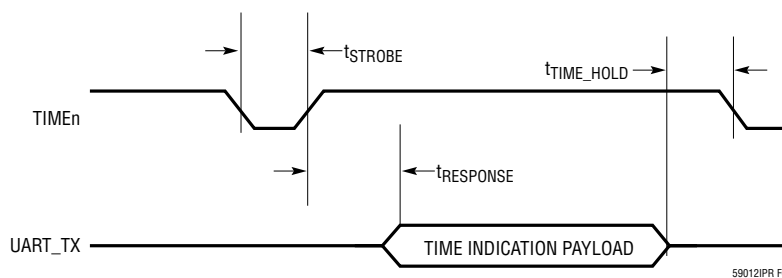 tSTROBE
tTIME_HOLD
TIMEn
tRESPONSE
UART_TX
TIME INDICATION PAYLOAD
59012IPR F